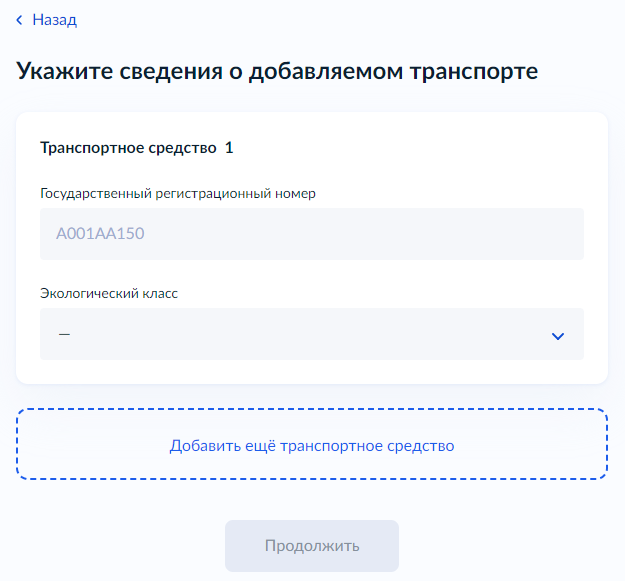 Назад
Укажите сведения о добавляемом транспорте
Транспортное средство 1
Государственный регистрационный номер
А001АА150
Экологический класс
—
Добавить ещё транспортное средство
Продолжить